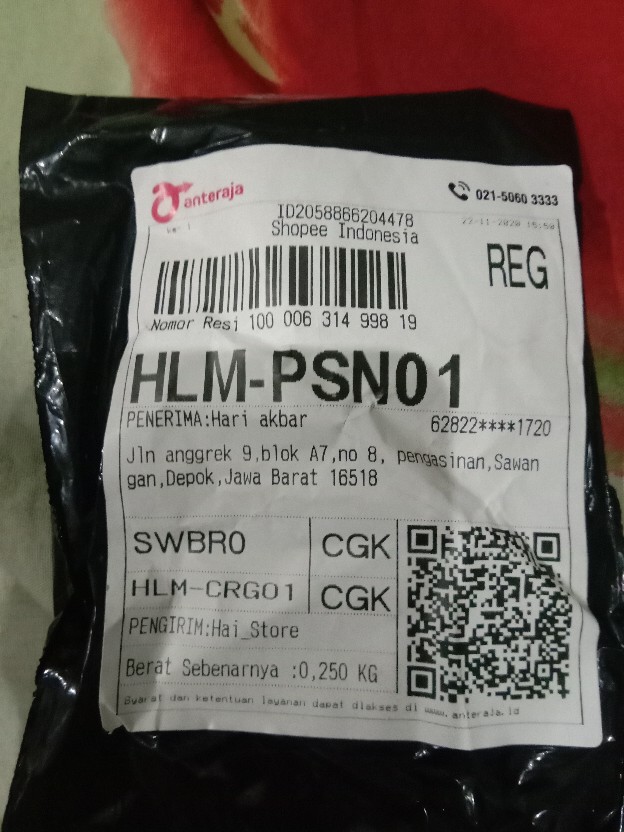 anteraja
021-5060 3333
ID2058866204478
22-11-2020 15:50
Shopee Indonesia
REG
Nomor Resi 100 006 314 998 19
HLM-PSN01
PENERIMA:Hari akbar
62822****1720
Jln anggrek 9,blok A7,no 8, pengasinan,Sawan
gan,Depok,Jawa Barat 16518
SWBR0 CGK
HLM-CRG01 CGK
PENGIRIM:Hai_Store
Berat Sebenarnya :0,250 KG
Syarat dan ketentuan layanan dapat diakses di www.anteraja.id